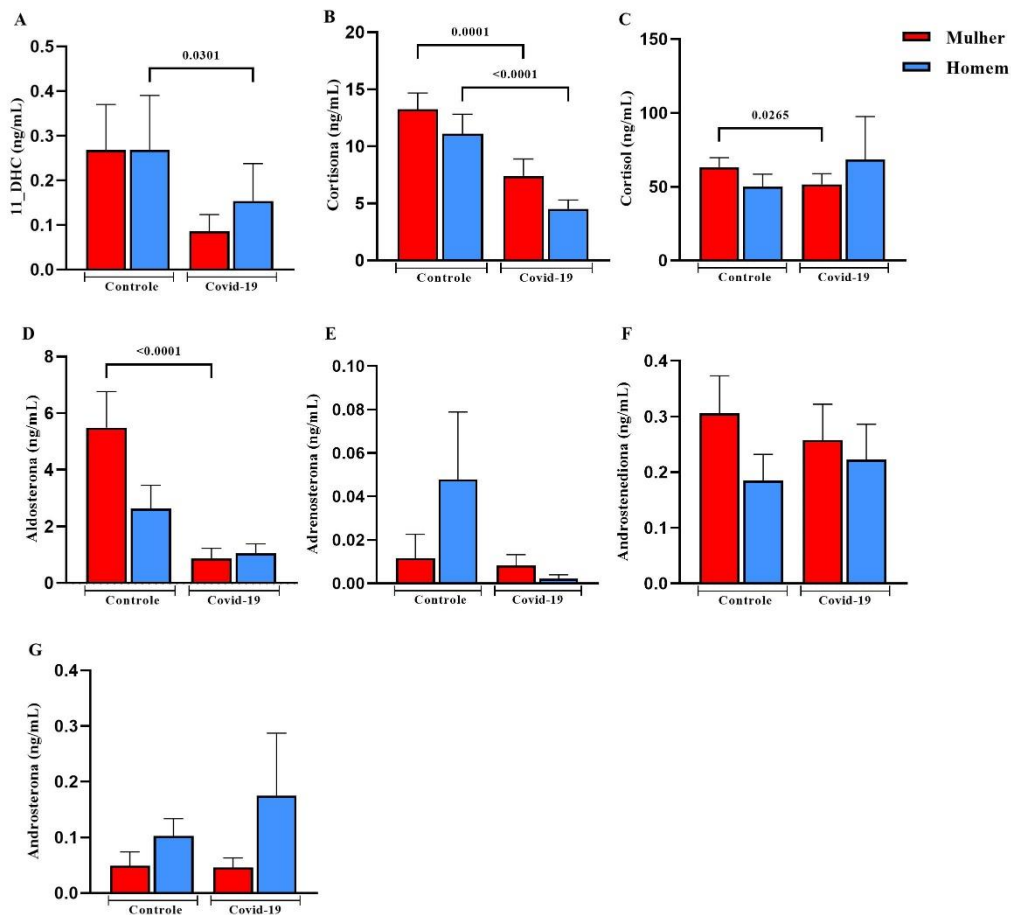 A
11_DHC (ng/mL)
0.5
0.4
0.3
0.2
0.1
0.0
0.0301
Controle
Covid-19
B
Cortisona (ng/mL)
20
15
10
5
0
0.0001
<0.0001
Controle
Covid-19
C
Cortisol (ng/mL)
150
100
50
0
0.0265
Controle
Covid-19
Mulher
Homem
D
Aldosterona (ng/mL)
8
6
4
2
0
<0.0001
Controle
Covid-19
E
Adrenosterona (ng/mL)
0.10
0.08
0.06
0.04
0.02
0.00
Controle
Covid-19
F
Androstenediona (ng/mL)
0.4
0.3
0.2
0.1
0.0
Controle
Covid-19
G
Androsterona (ng/mL)
0.4
0.3
0.2
0.1
0.0
Controle
Covid-19